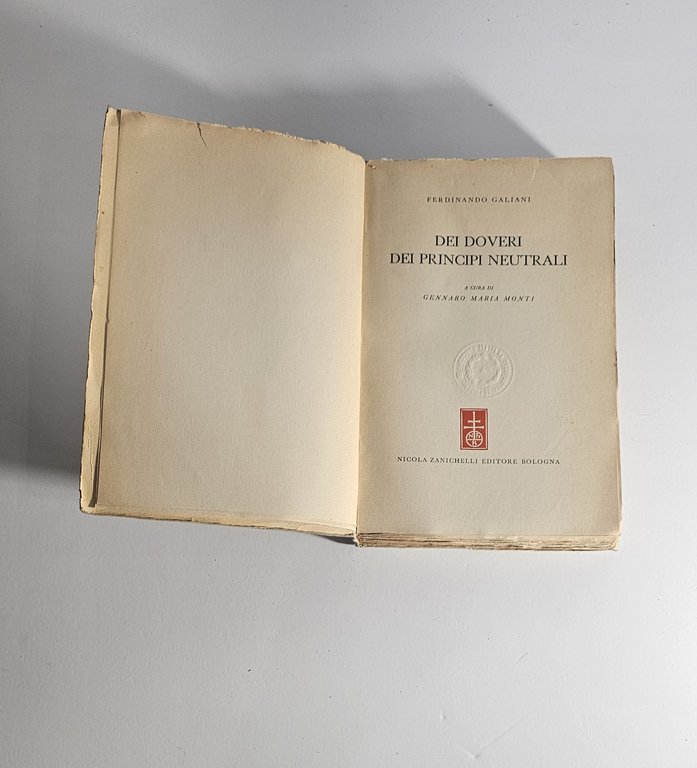 FERDINANDO GALIANI
DEI DOVERI
DEI PRINCIPI NEUTRALI
A CURA DI
GENNARO MARIA MONTI
NICOLA ZANICHELLI EDITORE BOLOGNA